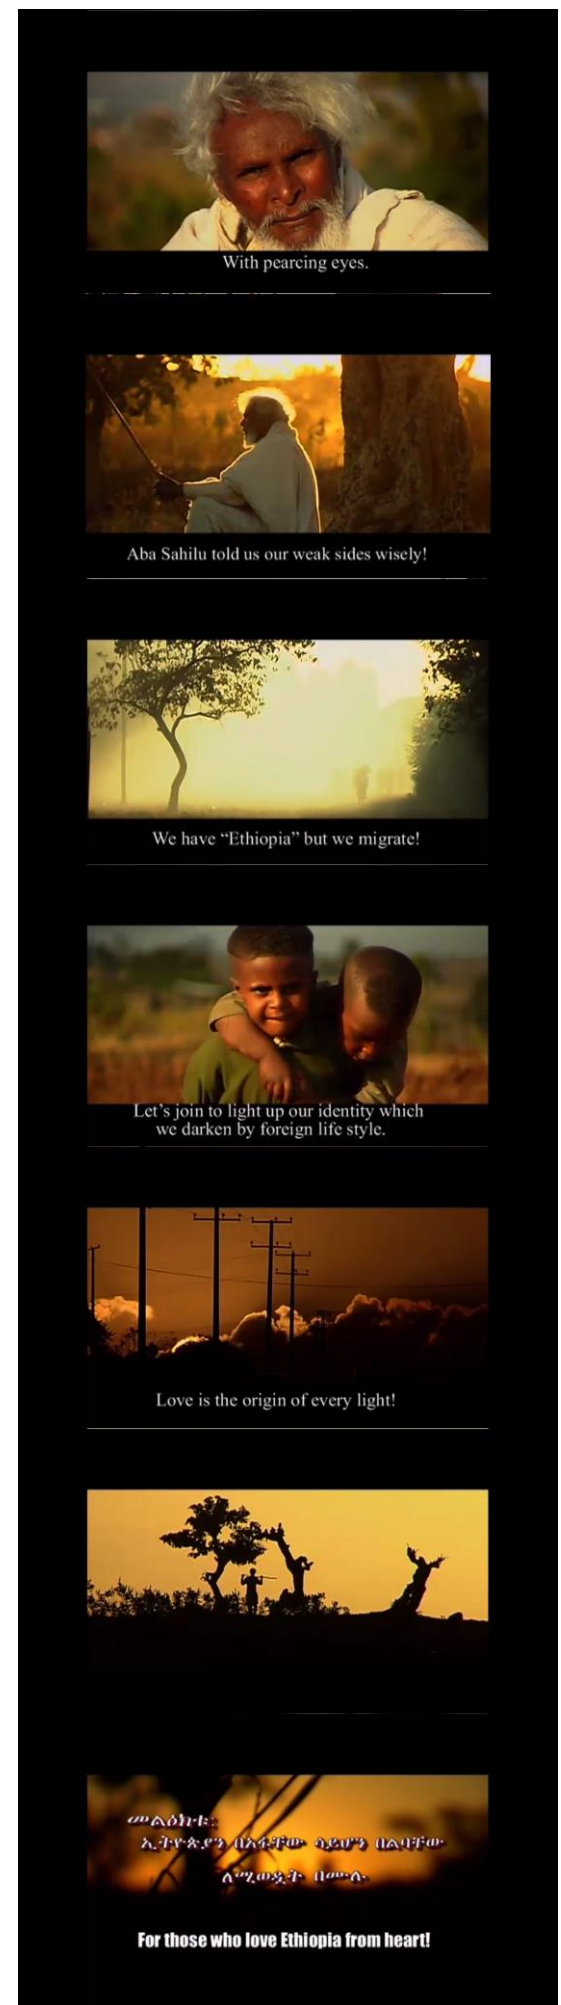 With pearcing eyes.
Aba Sahilu told us our weak sides wisely!
We have “Ethiopia” but we migrate!
Let’s join to light up our identity which
we darken by foreign life style.
Love is the origin of every light!
መልዕክቱ:
ኢትዮጵያን በአፋቸው ሳይሆን በልባቸው
ለሚወዷት በሙሉ
For those who love Ethiopia from heart!